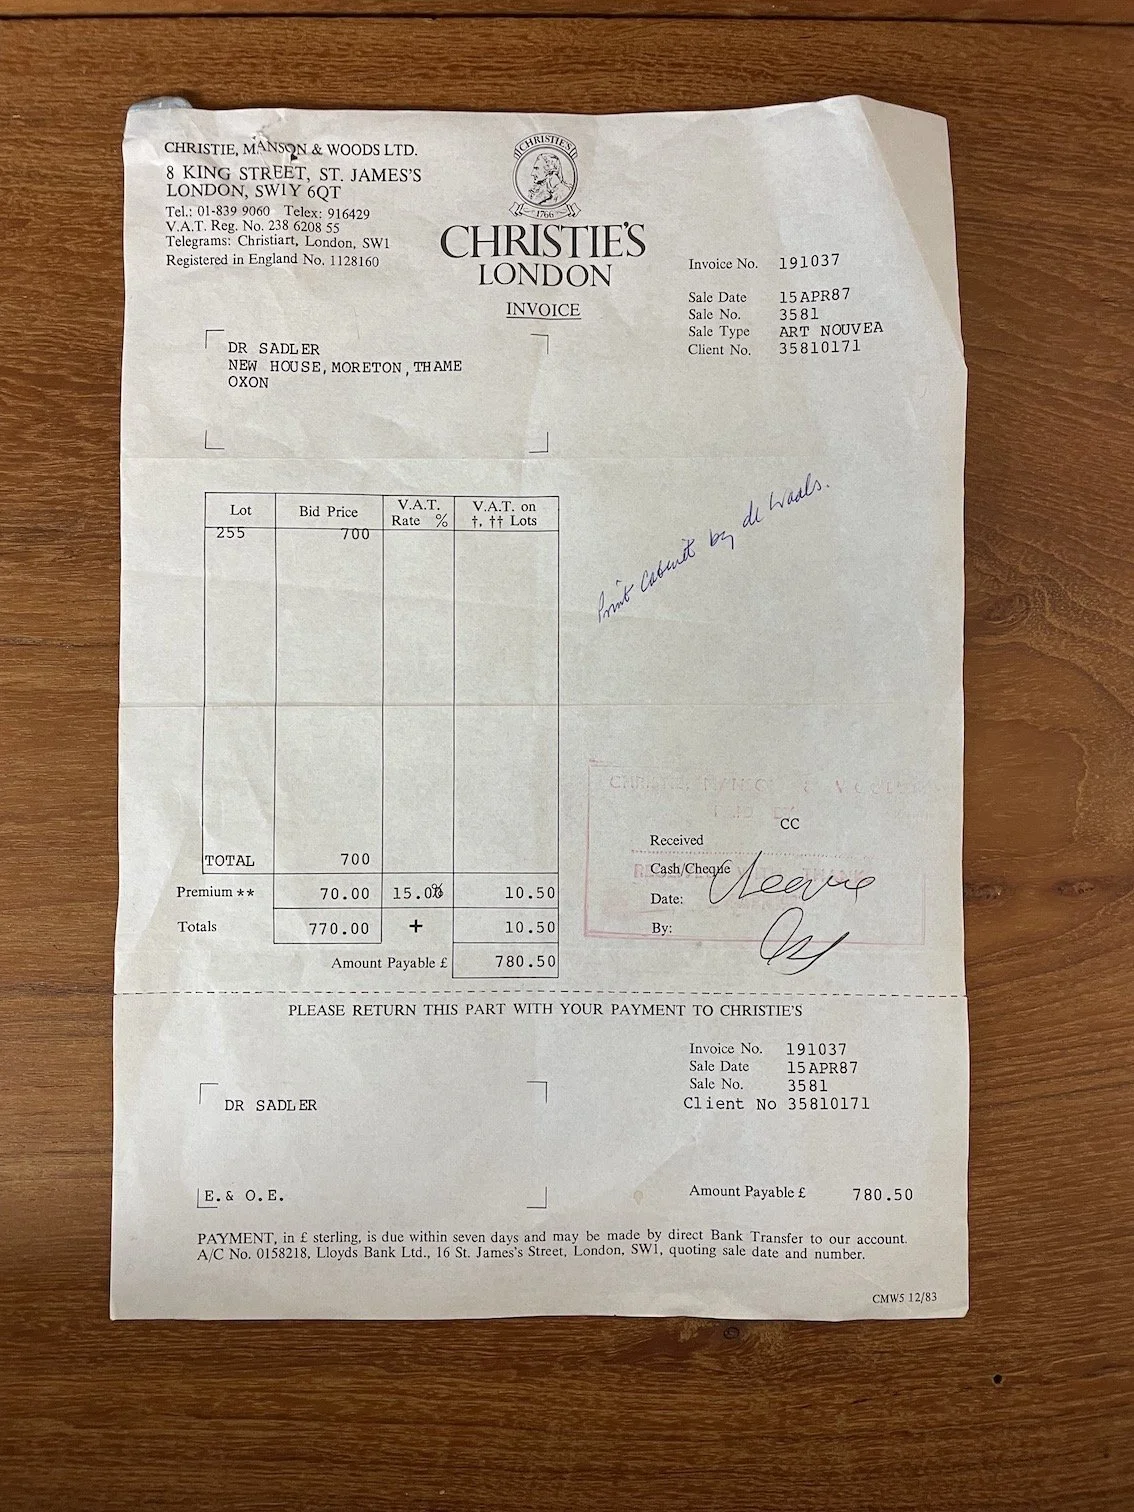 CHRISTIE, MANSON & WOODS LTD.
8 KING STREET, ST. JAMES'S
LONDON, SW1Y 6QT
Tel.: 01-839 9060 Telex: 916429
V.A.T. Reg. No. 238 6208 55
Telegrams: Christiart, London, SW1
Registered in England No. 1128160
CHRISTIE'S
1766
CHRISTIE'S
LONDON
INVOICE
Invoice No. 191037
Sale Date 15APR87
Sale No. 3581
Sale Type ART NOUVEA
Client No. 35810171
DR SADLER
NEW HOUSE, MORETON, THAME
OXON
Lot Bid Price V.A.T. Rate % V.A.T. on †, †† Lots
255 700
Print Cabinet by de Waals.
TOTAL 700
Premium ** 70.00 15.00% 10.50
Totals 770.00 + 10.50
Amount Payable £ 780.50
CC
Received
Cash/Cheque
Date:
By:
PLEASE RETURN THIS PART WITH YOUR PAYMENT TO CHRISTIE'S
Invoice No. 191037
Sale Date 15APR87
Sale No. 3581
Client No 35810171
DR SADLER
E. & O.E.
Amount Payable £ 780.50
PAYMENT, in £ sterling, is due within seven days and may be made by direct Bank Transfer to our account.
A/C No. 0158218, Lloyds Bank Ltd., 16 St. James's Street, London, SW1, quoting sale date and number.
CMW5 12/83